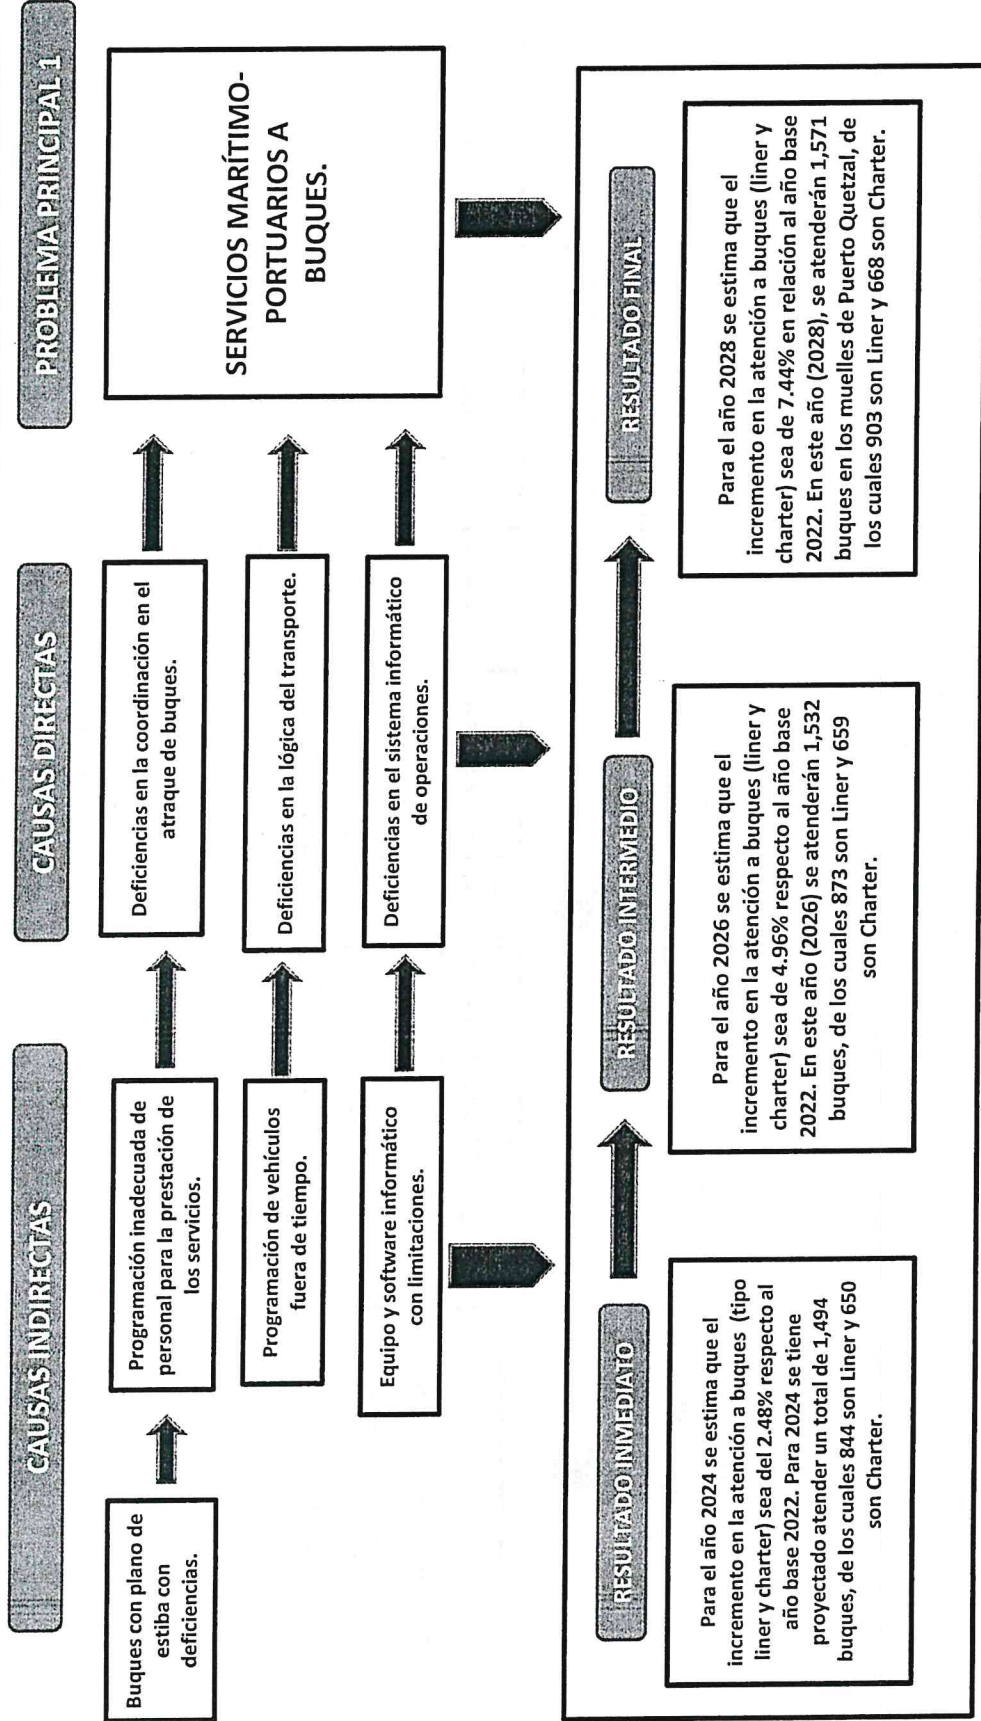 CAUSAS INDIRECTAS
CAUSAS DIRECTAS
PROBLEMA PRINCIPAL 1
Buques con plano de
estiba con
deficiencias.
Programación inadecuada de
personal para la prestación de
los servicios.
Deficiencias en la coordinación en el
atraque de buques.
Programación de vehículos
fuera de tiempo.
Deficiencias en la lógica del transporte.
Equipo y software informático
con limitaciones.
Deficiencias en el sistema informático
de operaciones.
SERVICIOS MARÍTIMO-
PORTUARIOS A
BUQUES.
RESULTADO INMEDIATO
Para el año 2024 se estima que el
incremento en la atención a buques (tipo
liner y charter) sea del 2.48% respecto al
año base 2022. Para 2024 se tiene
proyectado atender un total de 1,494
buques, de los cuales 844 son Liner y 650
son Charter.
RESULTADO INTERMEDIO
Para el año 2026 se estima que el
incremento en la atención a buques (liner y
charter) sea de 4.96% respecto al año base
2022. En este año (2026) se atenderán 1,532
buques, de los cuales 873 son Liner y 659
son Charter.
RESULTADO FINAL
Para el año 2028 se estima que el
incremento en la atención a buques (liner y
charter) sea de 7.44% en relación al año base
2022. En este año (2028), se atenderán 1,571
buques en los muelles de Puerto Quetzal, de
los cuales 903 son Liner y 668 son Charter.